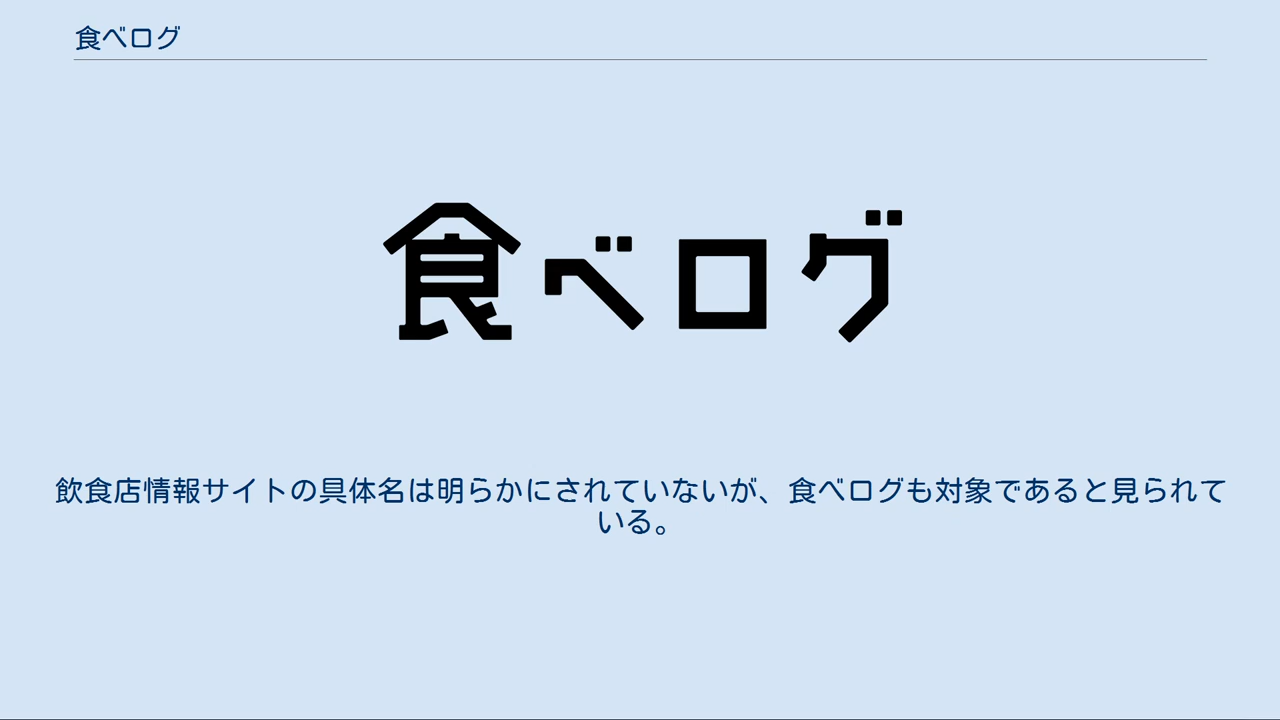 食べログ
食べログ
飲食店情報サイトの具体名は明らかにされていないが、食べログも対象であると見られて
いる。